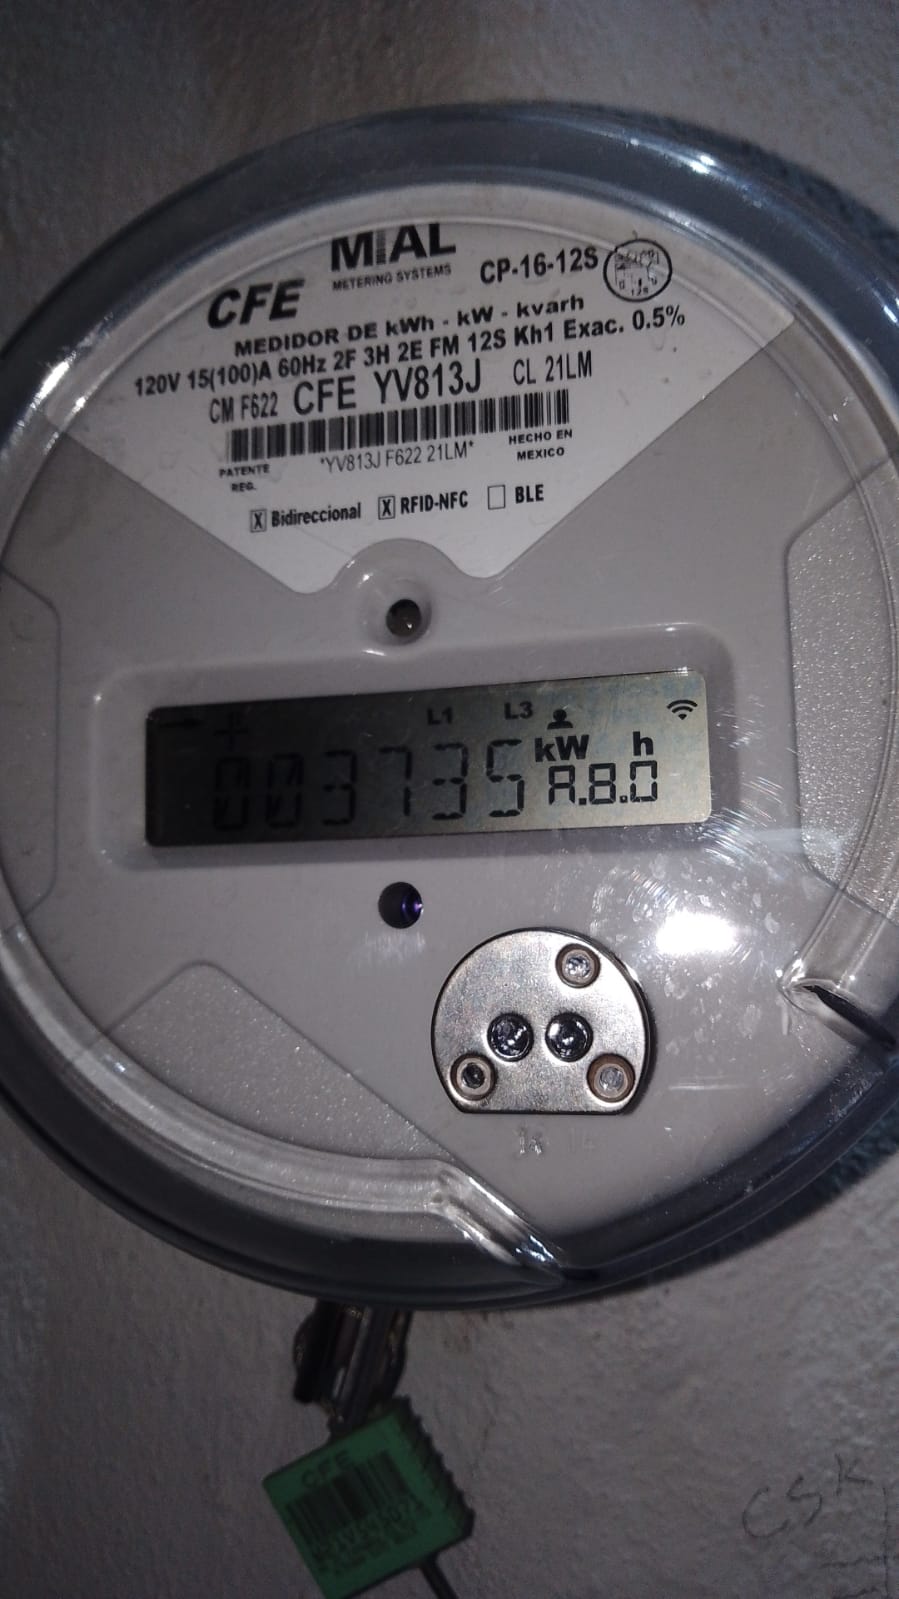 MIAL
METERING SYSTEMS
CFE
CP-16-12S
MEDIDOR DE kWh - kW - kvarh
120V 15(100)A 60Hz 2F 3H 2E FM 12S Kh1 Exac. 0.5%
CM F622 CFE YV813J CL 21LM
*YV813J F622 21LM*
PATENTE
REG.
HECHO EN
MEXICO
X Bidireccional X RFID-NFC BLE
L1 L3
kW h
003735 A.8.0
CFE
CSK